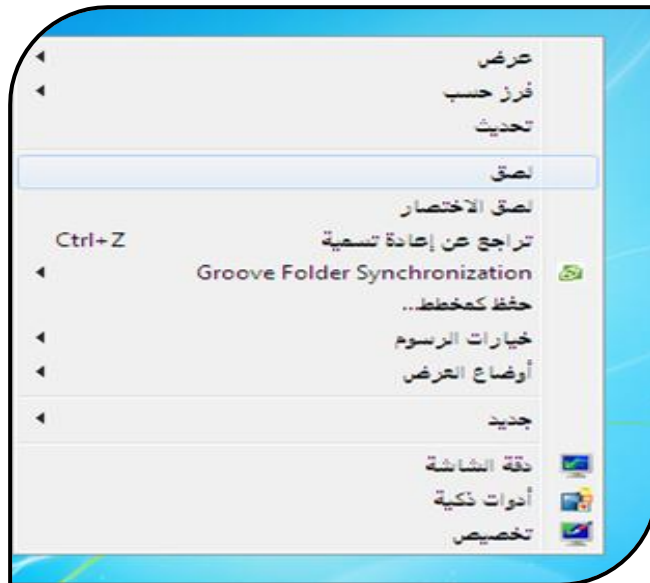 عرض
فرز حسب
تحديث
لصق
لصق الاختصار
تراجع عن إعادة تسمية Ctrl+Z
Groove Folder Synchronization
حفظ كمخطط...
خيارات الرسوم
أوضاع العرض
جديد
دقة الشاشة
أدوات ذكية
تخصيص